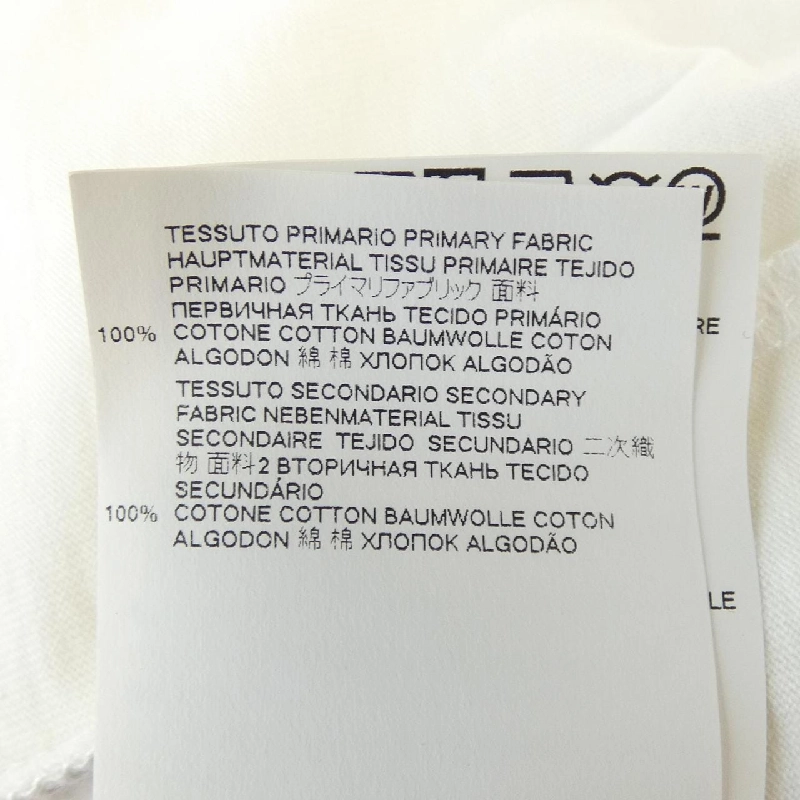 TESSUTO PRIMARIO PRIMARY FABRIC
HAUPTMATERIAL TISSU PRIMAIRE TEJIDO
PRIMARIO プライマリファブリック 面料
ПЕРВИЧНАЯ ТКАНЬ TECIDO PRIMÁRIO
100% COTONE COTTON BAUMWOLLE COTON
ALGODON 綿 棉 ХЛОПОК ALGODÃO
TESSUTO SECONDARIO SECONDARY
FABRIC NEBENMATERIAL TISSU
SECONDAIRE TEJIDO SECUNDARIO 二次織
物 面料2 ВТОРИЧНАЯ ТКАНЬ TECIDO
SECUNDÁRIO
100% COTONE COTTON BAUMWOLLE COTON
ALGODON 綿 棉 ХЛОПОК ALGODÃO
RE
LE